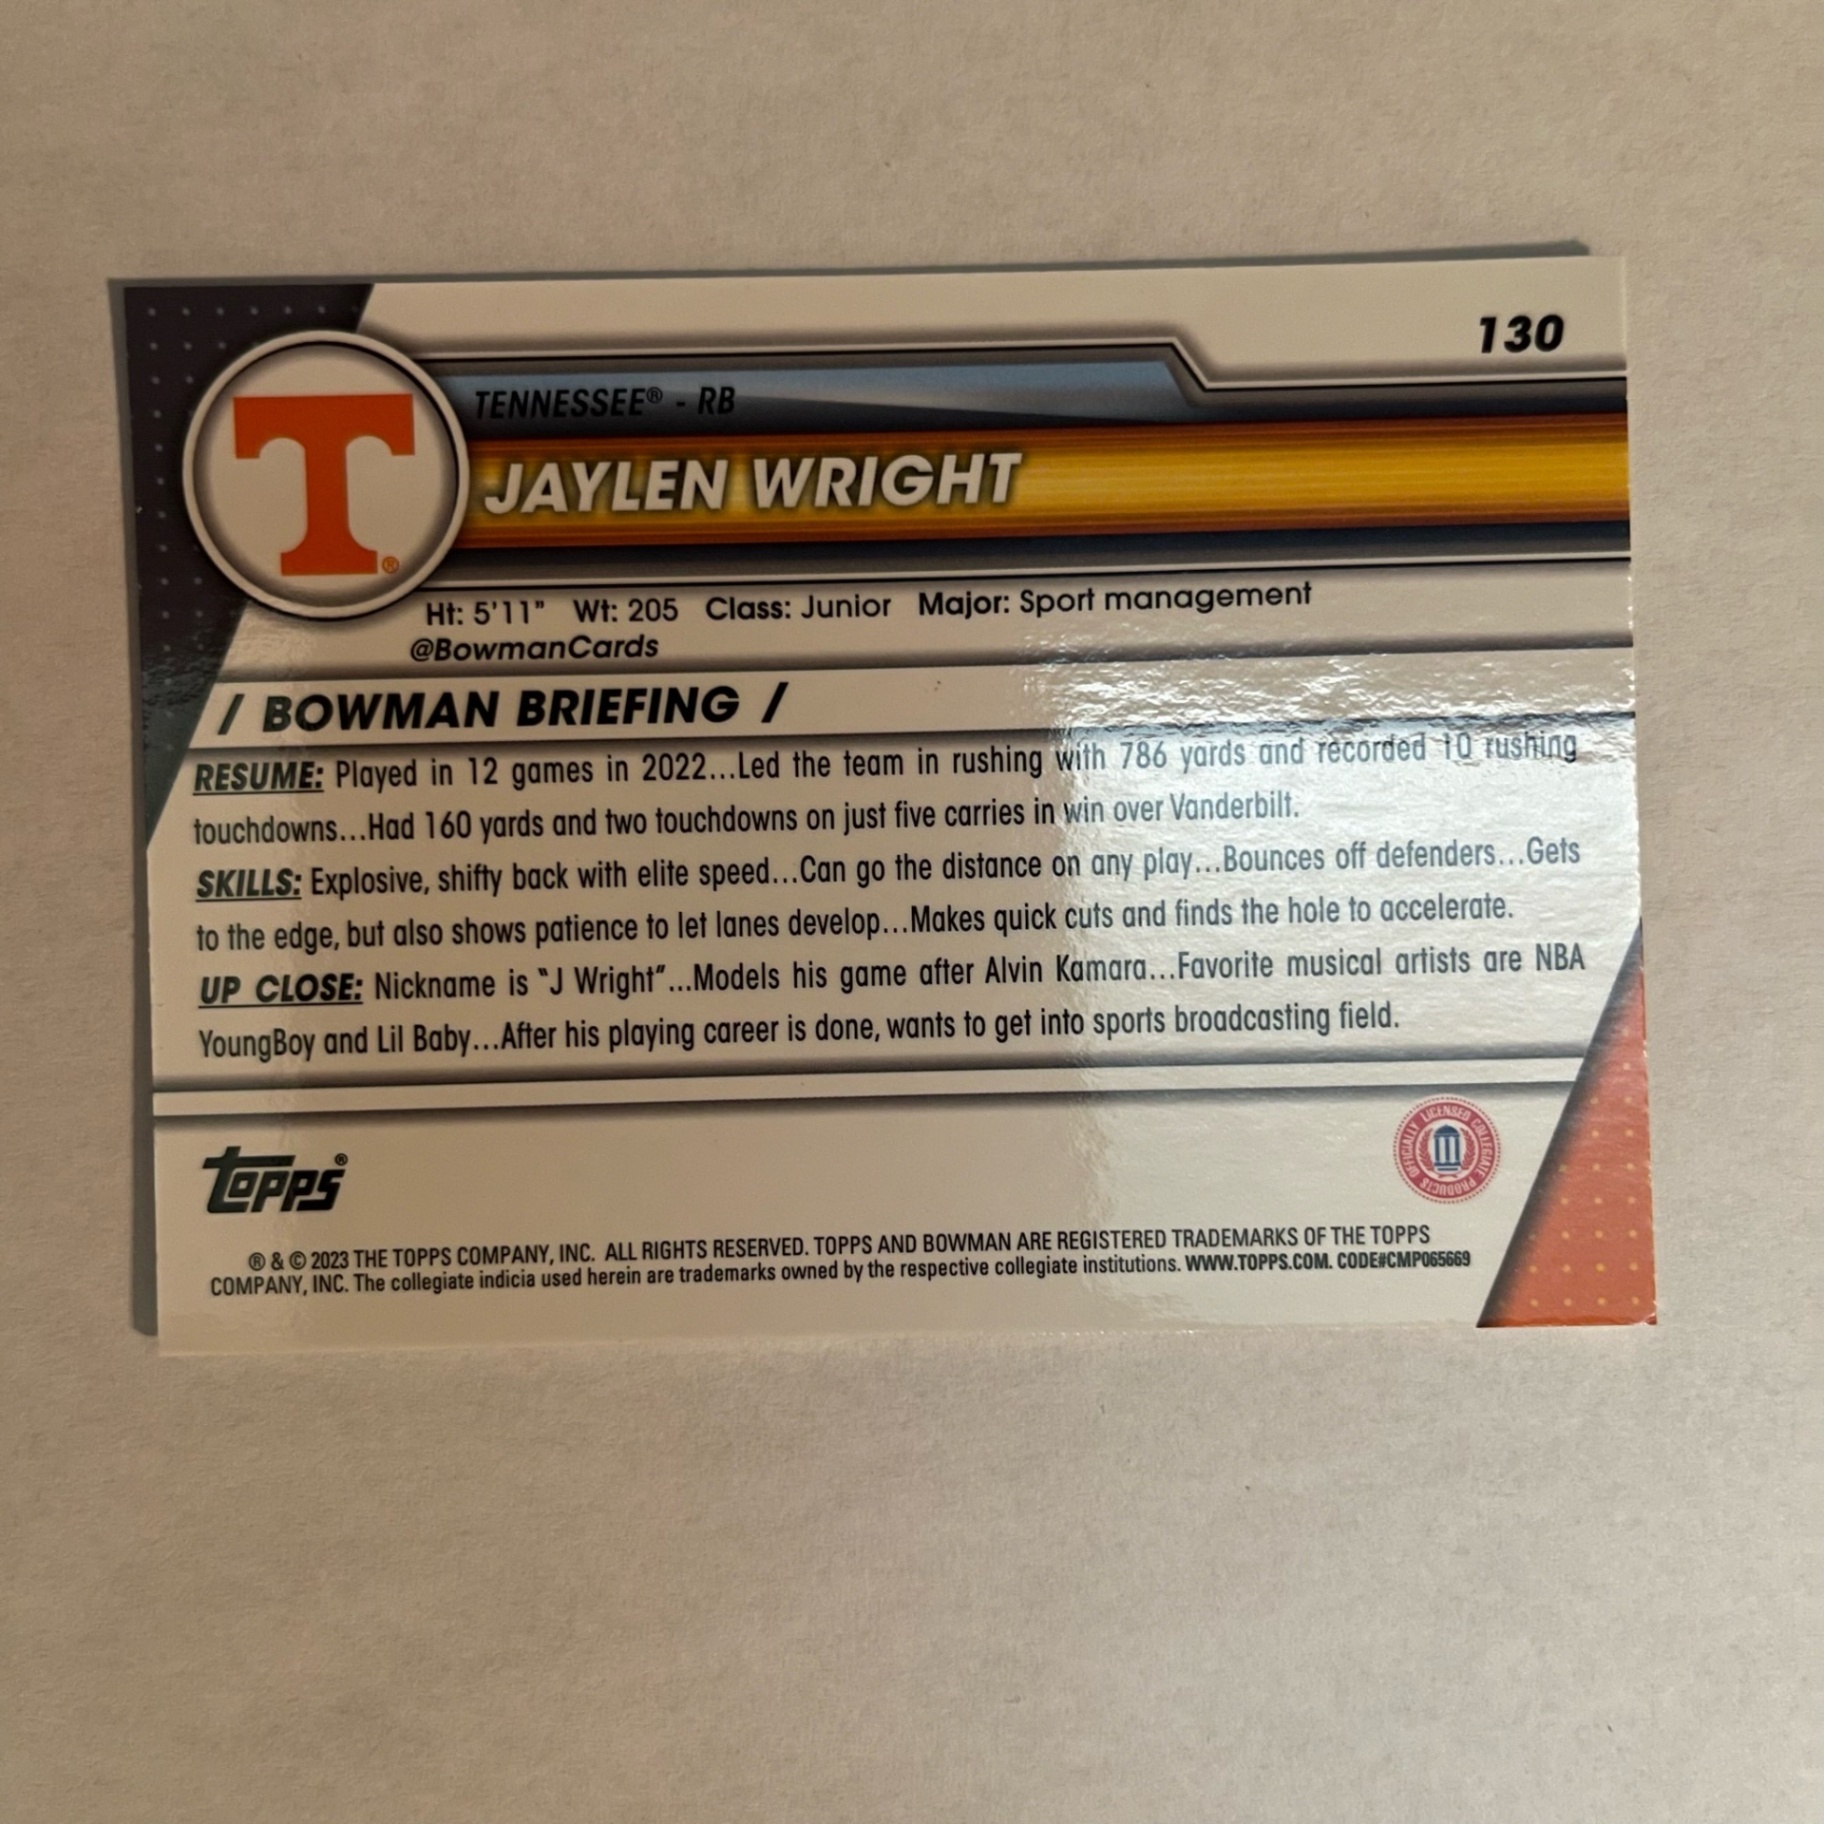 130
TENNESSEE® - RB
JAYLEN WRIGHT
T®
Ht: 5'11" Wt: 205 Class: Junior Major: Sport management
@BowmanCards
/ BOWMAN BRIEFING /
RESUME: Played in 12 games in 2022...Led the team in rushing with 786 yards and recorded 10 rushing
touchdowns...Had 160 yards and two touchdowns on just five carries in win over Vanderbilt.
SKILLS: Explosive, shifty back with elite speed...Can go the distance on any play...Bounces off defenders...Gets
to the edge, but also shows patience to let lanes develop...Makes quick cuts and finds the hole to accelerate.
UP CLOSE: Nickname is “J Wright”...Models his game after Alvin Kamara...Favorite musical artists are NBA
YoungBoy and Lil Baby...After his playing career is done, wants to get into sports broadcasting field.
OFFICIALLY LICENSED COLLEGIATE PRODUCTS
Topps®
® & © 2023 THE TOPPS COMPANY, INC. ALL RIGHTS RESERVED. TOPPS AND BOWMAN ARE REGISTERED TRADEMARKS OF THE TOPPS
COMPANY, INC. The collegiate indicia used herein are trademarks owned by the respective collegiate institutions. WWW.TOPPS.COM. CODE#CMP065669